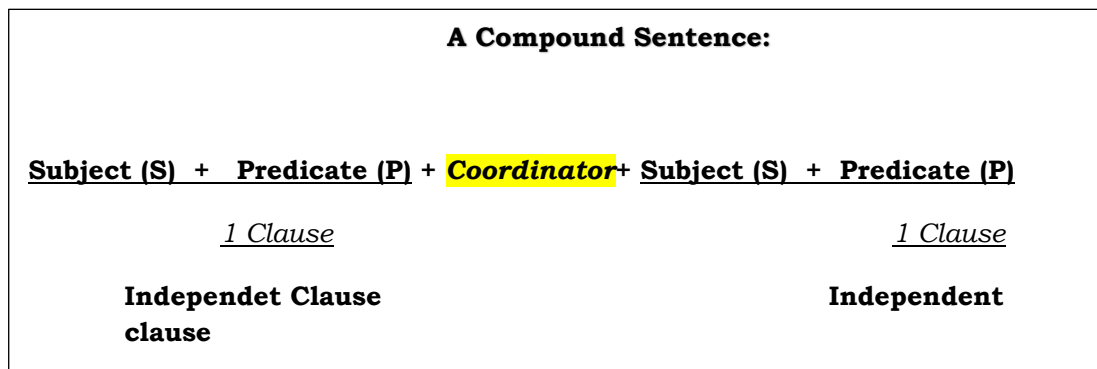 A Compound Sentence:
Subject (S) + Predicate (P) + Coordinator+ Subject (S) + Predicate (P)
1 Clause 1 Clause
Independet Clause Independent
clause